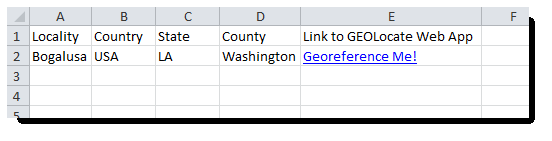 A B C D E F
1 Locality Country State County Link to GEOLocate Web App
2 Bogalusa USA LA Washington Georeference Me!
3
4
5